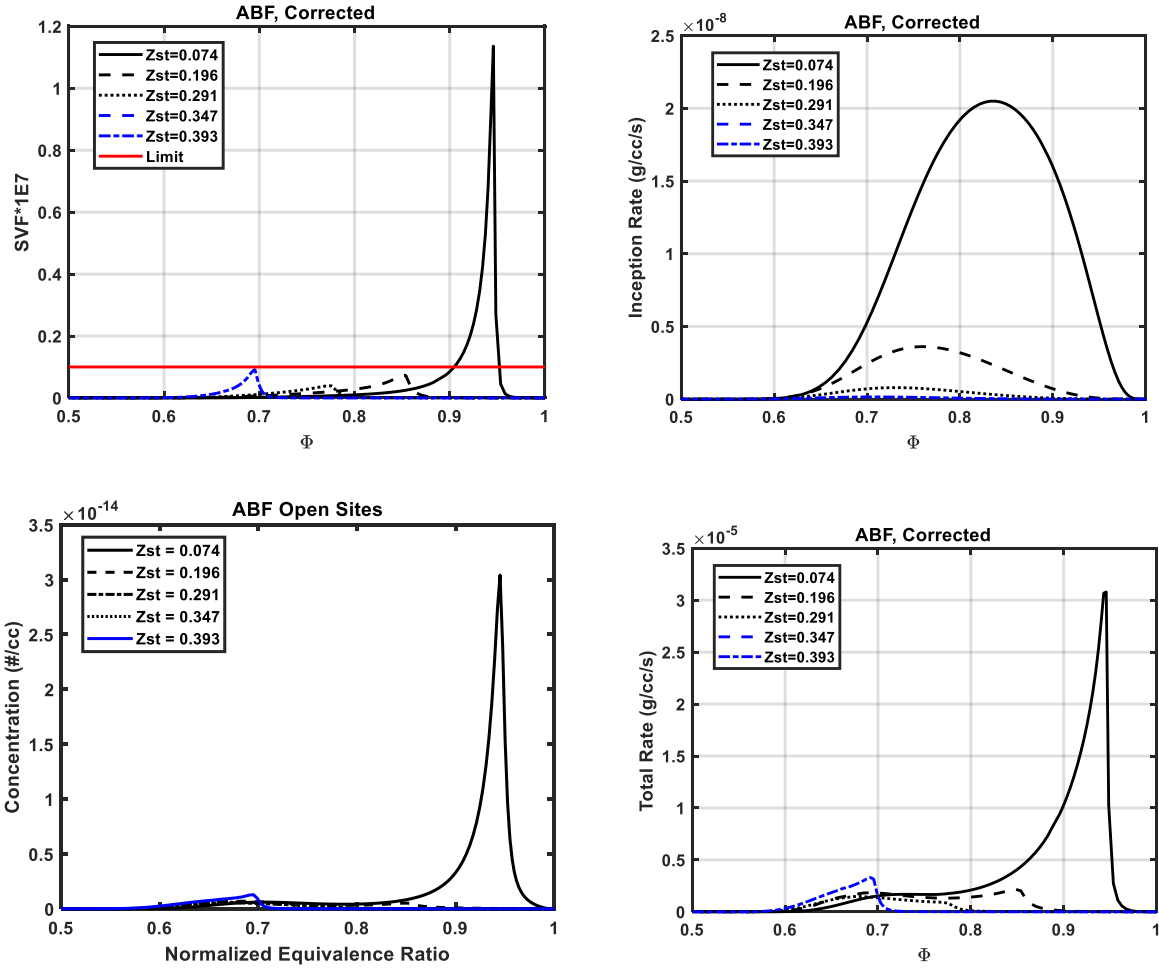 ABF, Corrected
1.2
1
0.8
0.6
0.4
0.2
0
SVF*1E7
Zst=0.074
Zst=0.196
Zst=0.291
Zst=0.347
Zst=0.393
Limit
0.5 0.6 0.7 0.8 0.9 1
Φ
ABF, Corrected
×10-8
2.5
2
1.5
1
0.5
0
Inception Rate (g/cc/s)
Zst=0.074
Zst=0.196
Zst=0.291
Zst=0.347
Zst=0.393
0.5 0.6 0.7 0.8 0.9 1
Φ
ABF Open Sites
×10-14
3.5
3
2.5
2
1.5
1
0.5
0
Concentration (#/cc)
Zst = 0.074
Zst = 0.196
Zst = 0.291
Zst = 0.347
Zst = 0.393
0.5 0.6 0.7 0.8 0.9 1
Normalized Equivalence Ratio
ABF, Corrected
×10-5
3.5
3
2.5
2
1.5
1
0.5
0
Total Rate (g/cc/s)
Zst=0.074
Zst=0.196
Zst=0.291
Zst=0.347
Zst=0.393
0.5 0.6 0.7 0.8 0.9 1
Φ